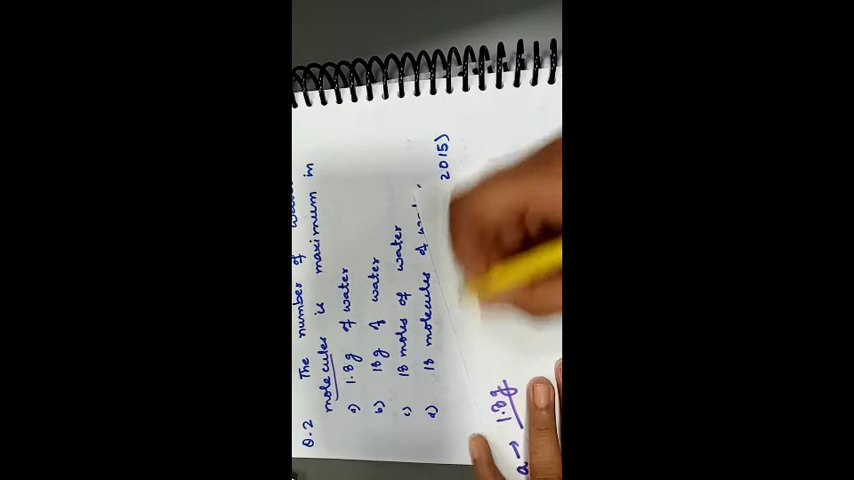 Q.2 The number of
molecules is maximum in
a) 1.8g of water
b) 18g of water
c) 18 moles of water
d) 18 molecules of
2015)
a → 1.8g